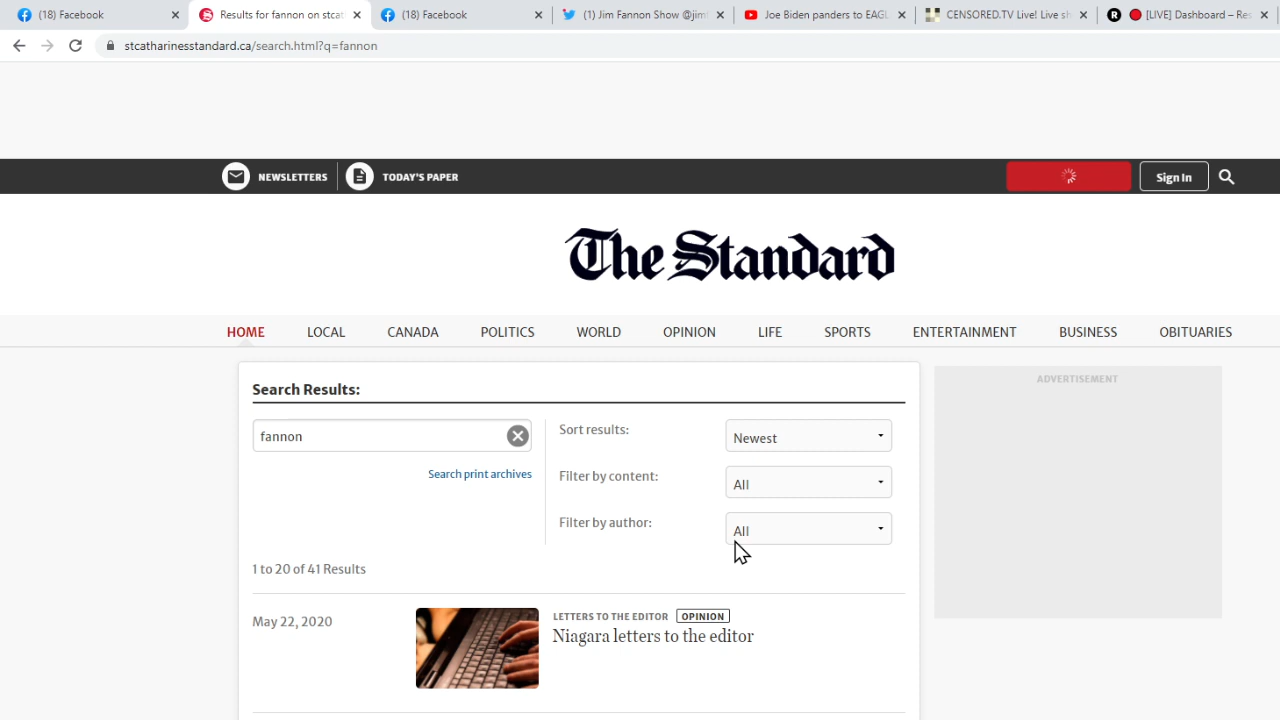 (18) Facebook
Results for fannon on stcat
(18) Facebook
(1) Jim Fannon Show @jimf
Joe Biden panders to EAGL
CENSORED.TV Live! Live sh
[LIVE] Dashboard – Res
stcatharinesstandard.ca/search.html?q=fannon
NEWSLETTERS
TODAY'S PAPER
Sign In
The Standard
HOME LOCAL CANADA POLITICS WORLD OPINION LIFE SPORTS ENTERTAINMENT BUSINESS OBITUARIES
Search Results:
ADVERTISEMENT
fannon
Sort results:
Newest
Search print archives
Filter by content:
All
Filter by author:
All
1 to 20 of 41 Results
May 22, 2020
LETTERS TO THE EDITOR OPINION
Niagara letters to the editor